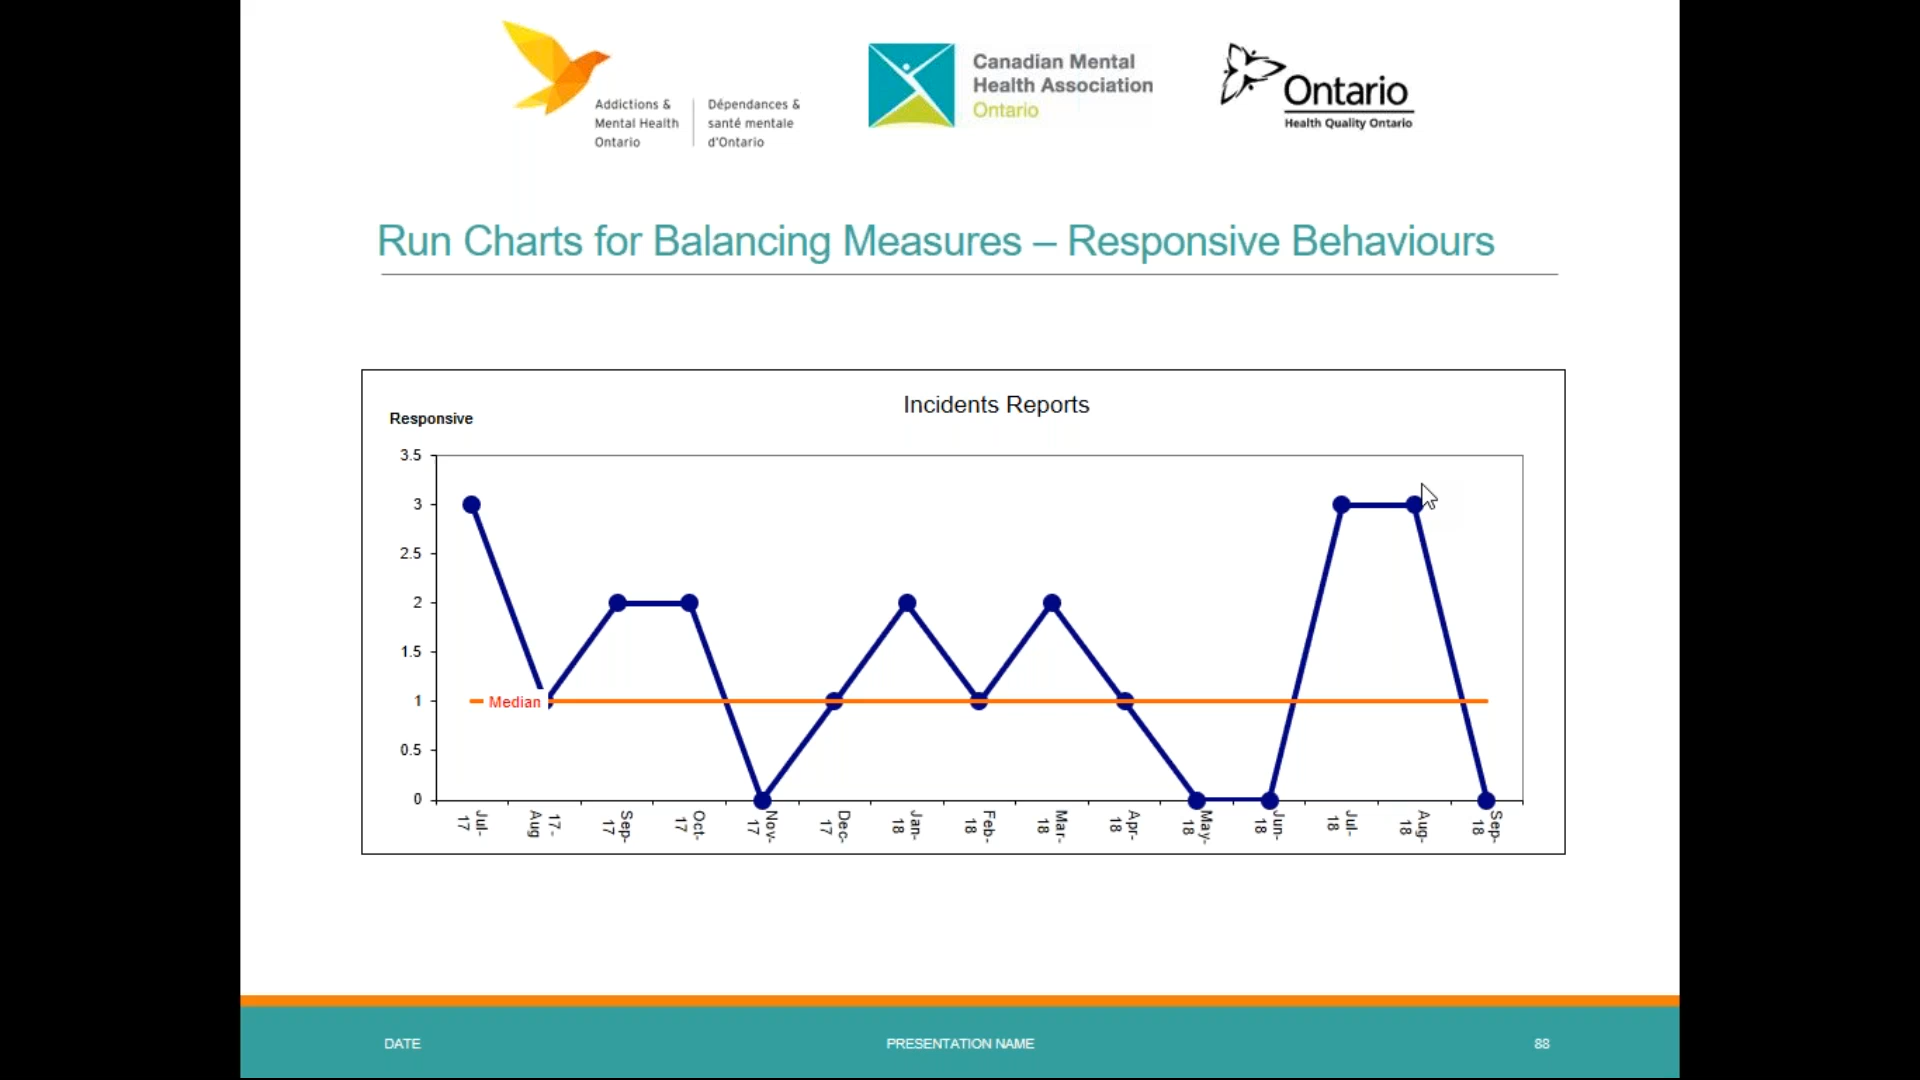 Addictions &
Mental Health
Ontario
Dépendances &
santé mentale
d'Ontario
Canadian Mental
Health Association
Ontario
Ontario
Health Quality Ontario
Run Charts for Balancing Measures – Responsive Behaviours
Incidents Reports
Responsive
3.5
3
2.5
2
1.5
1
0.5
0
Median
Jul-
17
17-
Aug
Sep-
17
Oct-
17
Nov-
17
Dec-
17
Jan-
18
Feb-
18
Mar-
18
Apr-
18
May-
18
Jun-
18
Jul-
18
Aug-
18
Sep-
18
DATE
PRESENTATION NAME
88